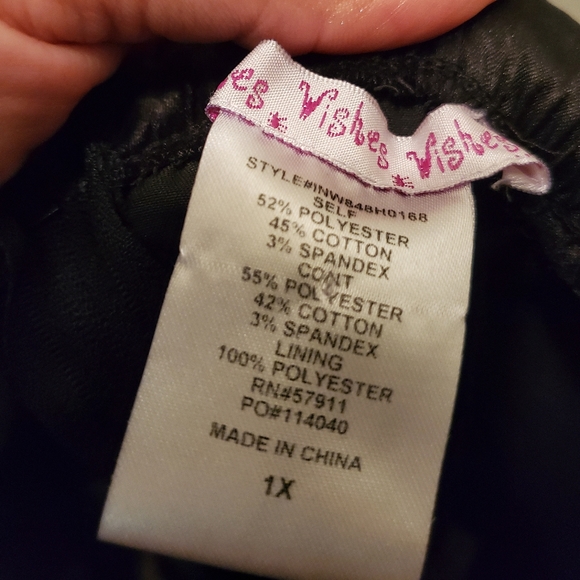 es Vishes Vishes
STYLE#INW848H0168
SELF
52% POLYESTER
45% COTTON
3% SPANDEX
CONT
55% POLYESTER
42% COTTON
3% SPANDEX
LINING
100% POLYESTER
RN#57911
PO#114040
MADE IN CHINA
1X